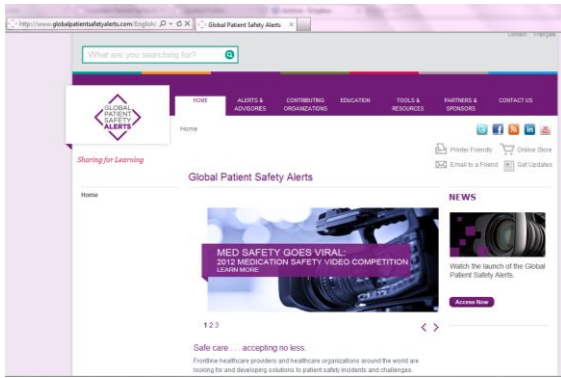 http://www.globalpatientsafetyalerts.com/English/
Global Patient Safety Alerts
Contact Français
What are you searching for?
HOME
ALERTS & ADVISORIES
CONTRIBUTING ORGANIZATIONS
EDUCATION
TOOLS & RESOURCES
PARTNERS & SPONSORS
CONTACT US
GLOBAL
PATIENT
SAFETY
ALERTS
Sharing for Learning
Home
Printer Friendly
Online Store
Email to a Friend
Get Updates
Global Patient Safety Alerts
Home
MED SAFETY GOES VIRAL:
2012 MEDICATION SAFETY VIDEO COMPETITION
LEARN MORE
1 2 3
NEWS
Watch the launch of the Global
Patient Safety Alerts.
Access Now
Safe care . . . accepting no less.
Frontline healthcare providers and healthcare organizations around the world are
looking for and developing solutions to patient safety incidents and challenges.